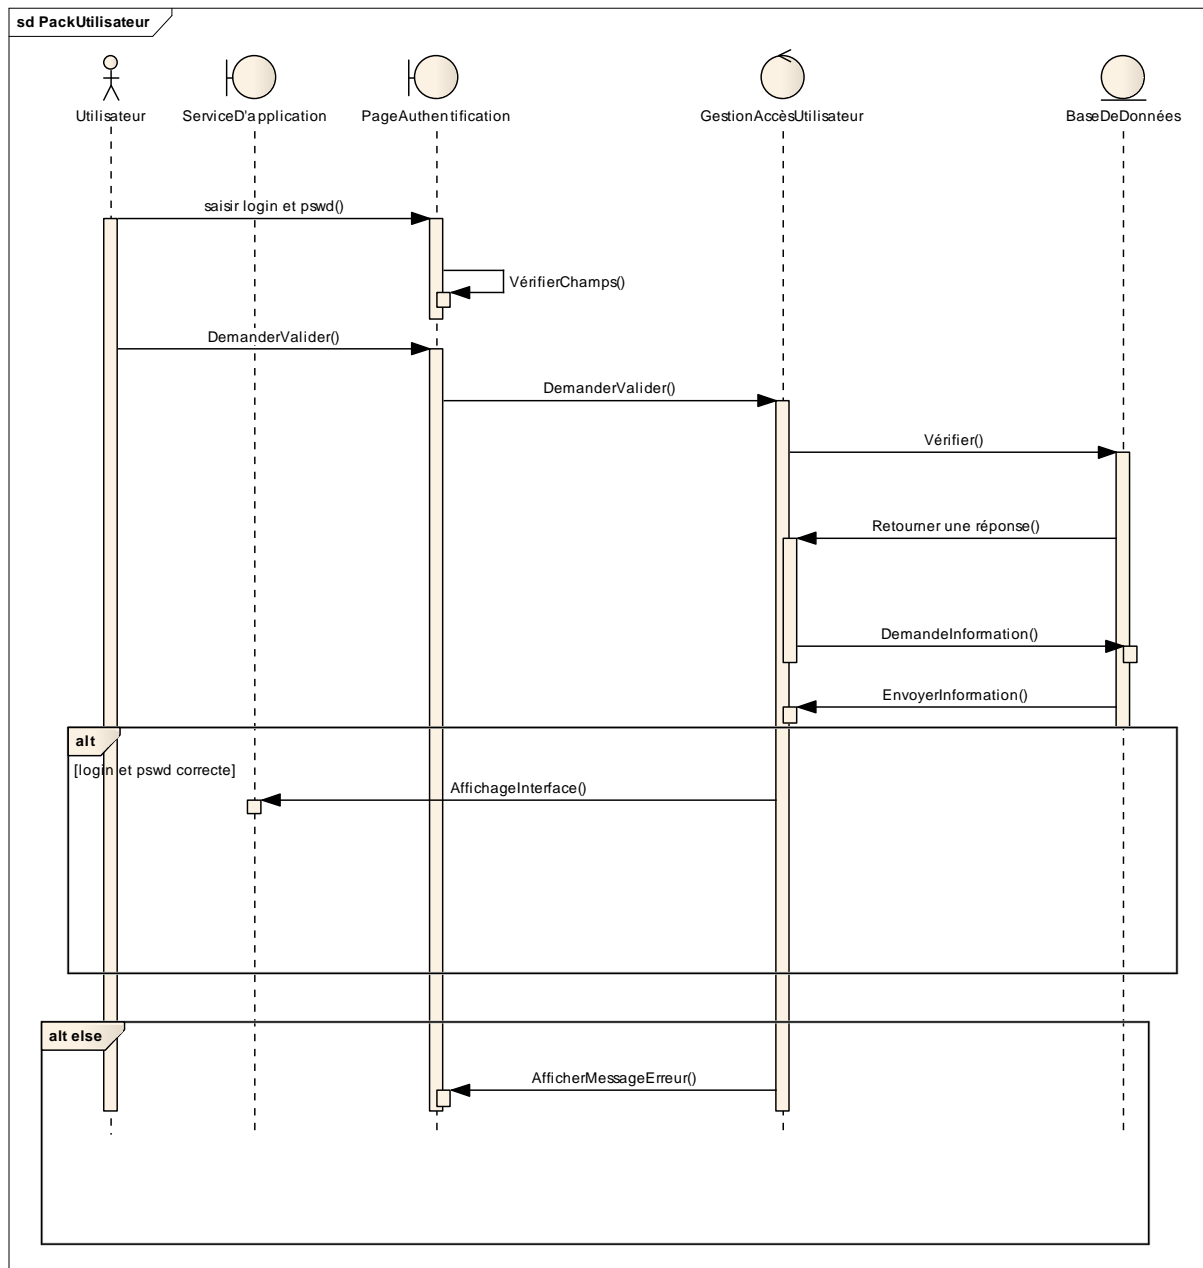 sd PackUtilisateur
Utilisateur
ServiceD'application
PageAuthentification
GestionAccèsUtilisateur
BaseDeDonnées
saisir login et pswd()
VérifierChamps()
DemanderValider()
DemanderValider()
Vérifier()
Retourner une réponse()
DemandeInformation()
EnvoyerInformation()
alt
[login et pswd correcte]
AffichageInterface()
alt else
AfficherMessageErreur()